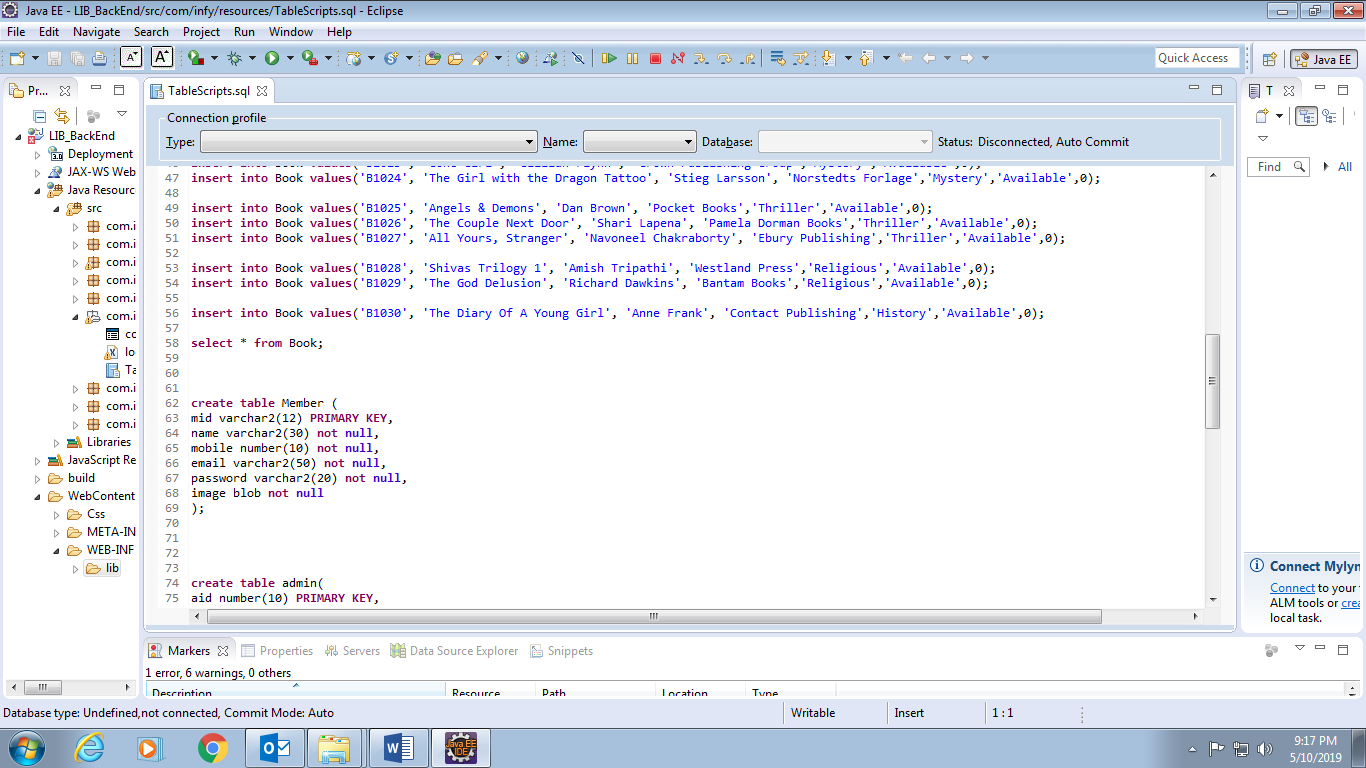 Java EE - LIB_BackEnd/src/com/infy/resources/TableScripts.sql - Eclipse
File Edit Navigate Search Project Run Window Help
Quick Access
Java EE
Pr...
TableScripts.sql
T
Connection profile
Type: Name: Database: Status: Disconnected, Auto Commit
Find
All
LIB_BackEnd
Deployment
JAX-WS Web
Java Resourc
src
com.i
com.i
com.i
com.i
com.i
com.i
cc
lo
Ta
com.i
com.i
com.i
Libraries
JavaScript Re
build
WebContent
Css
META-IN
WEB-INF
lib
47 insert into Book values('B1024', 'The Girl with the Dragon Tattoo', 'Stieg Larsson', 'Norstedts Forlage','Mystery','Available',0);
48
49 insert into Book values('B1025', 'Angels & Demons', 'Dan Brown', 'Pocket Books','Thriller','Available',0);
50 insert into Book values('B1026', 'The Couple Next Door', 'Shari Lapena', 'Pamela Dorman Books','Thriller','Available',0);
51 insert into Book values('B1027', 'All Yours, Stranger', 'Navoneel Chakraborty', 'Ebury Publishing','Thriller','Available',0);
52
53 insert into Book values('B1028', 'Shivas Trilogy 1', 'Amish Tripathi', 'Westland Press','Religious','Available',0);
54 insert into Book values('B1029', 'The God Delusion', 'Richard Dawkins', 'Bantam Books','Religious','Available',0);
55
56 insert into Book values('B1030', 'The Diary Of A Young Girl', 'Anne Frank', 'Contact Publishing','History','Available',0);
57
58 select * from Book;
59
60
61
62 create table Member (
63 mid varchar2(12) PRIMARY KEY,
64 name varchar2(30) not null,
65 mobile number(10) not null,
66 email varchar2(50) not null,
67 password varchar2(20) not null,
68 image blob not null
69 );
70
71
72
73
74 create table admin(
75 aid number(10) PRIMARY KEY,
Connect Mylyn
Connect to your
ALM tools or crea
local task.
Markers Properties Servers Data Source Explorer Snippets
1 error, 6 warnings, 0 others
Description Resource Path Location Type
Database type: Undefined,not connected, Commit Mode: Auto Writable Insert 1 : 1
Java EE
IDE
9:17 PM
5/10/2019